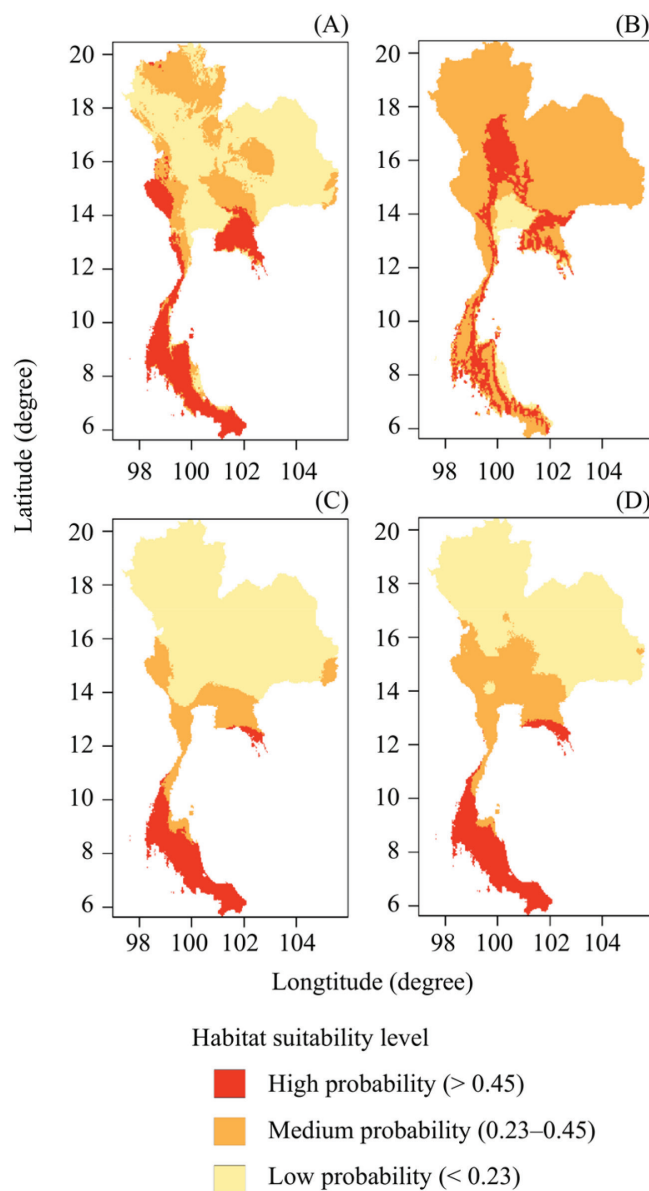 (A)
(B)
20
18
16
14
12
10
8
6
98 100 102 104
20
18
16
14
12
10
8
6
98 100 102 104
Latitude (degree)
(C)
(D)
20
18
16
14
12
10
8
6
98 100 102 104
20
18
16
14
12
10
8
6
98 100 102 104
Longtitude (degree)
Habitat suitability level
High probability (> 0.45)
Medium probability (0.23–0.45)
Low probability (< 0.23)